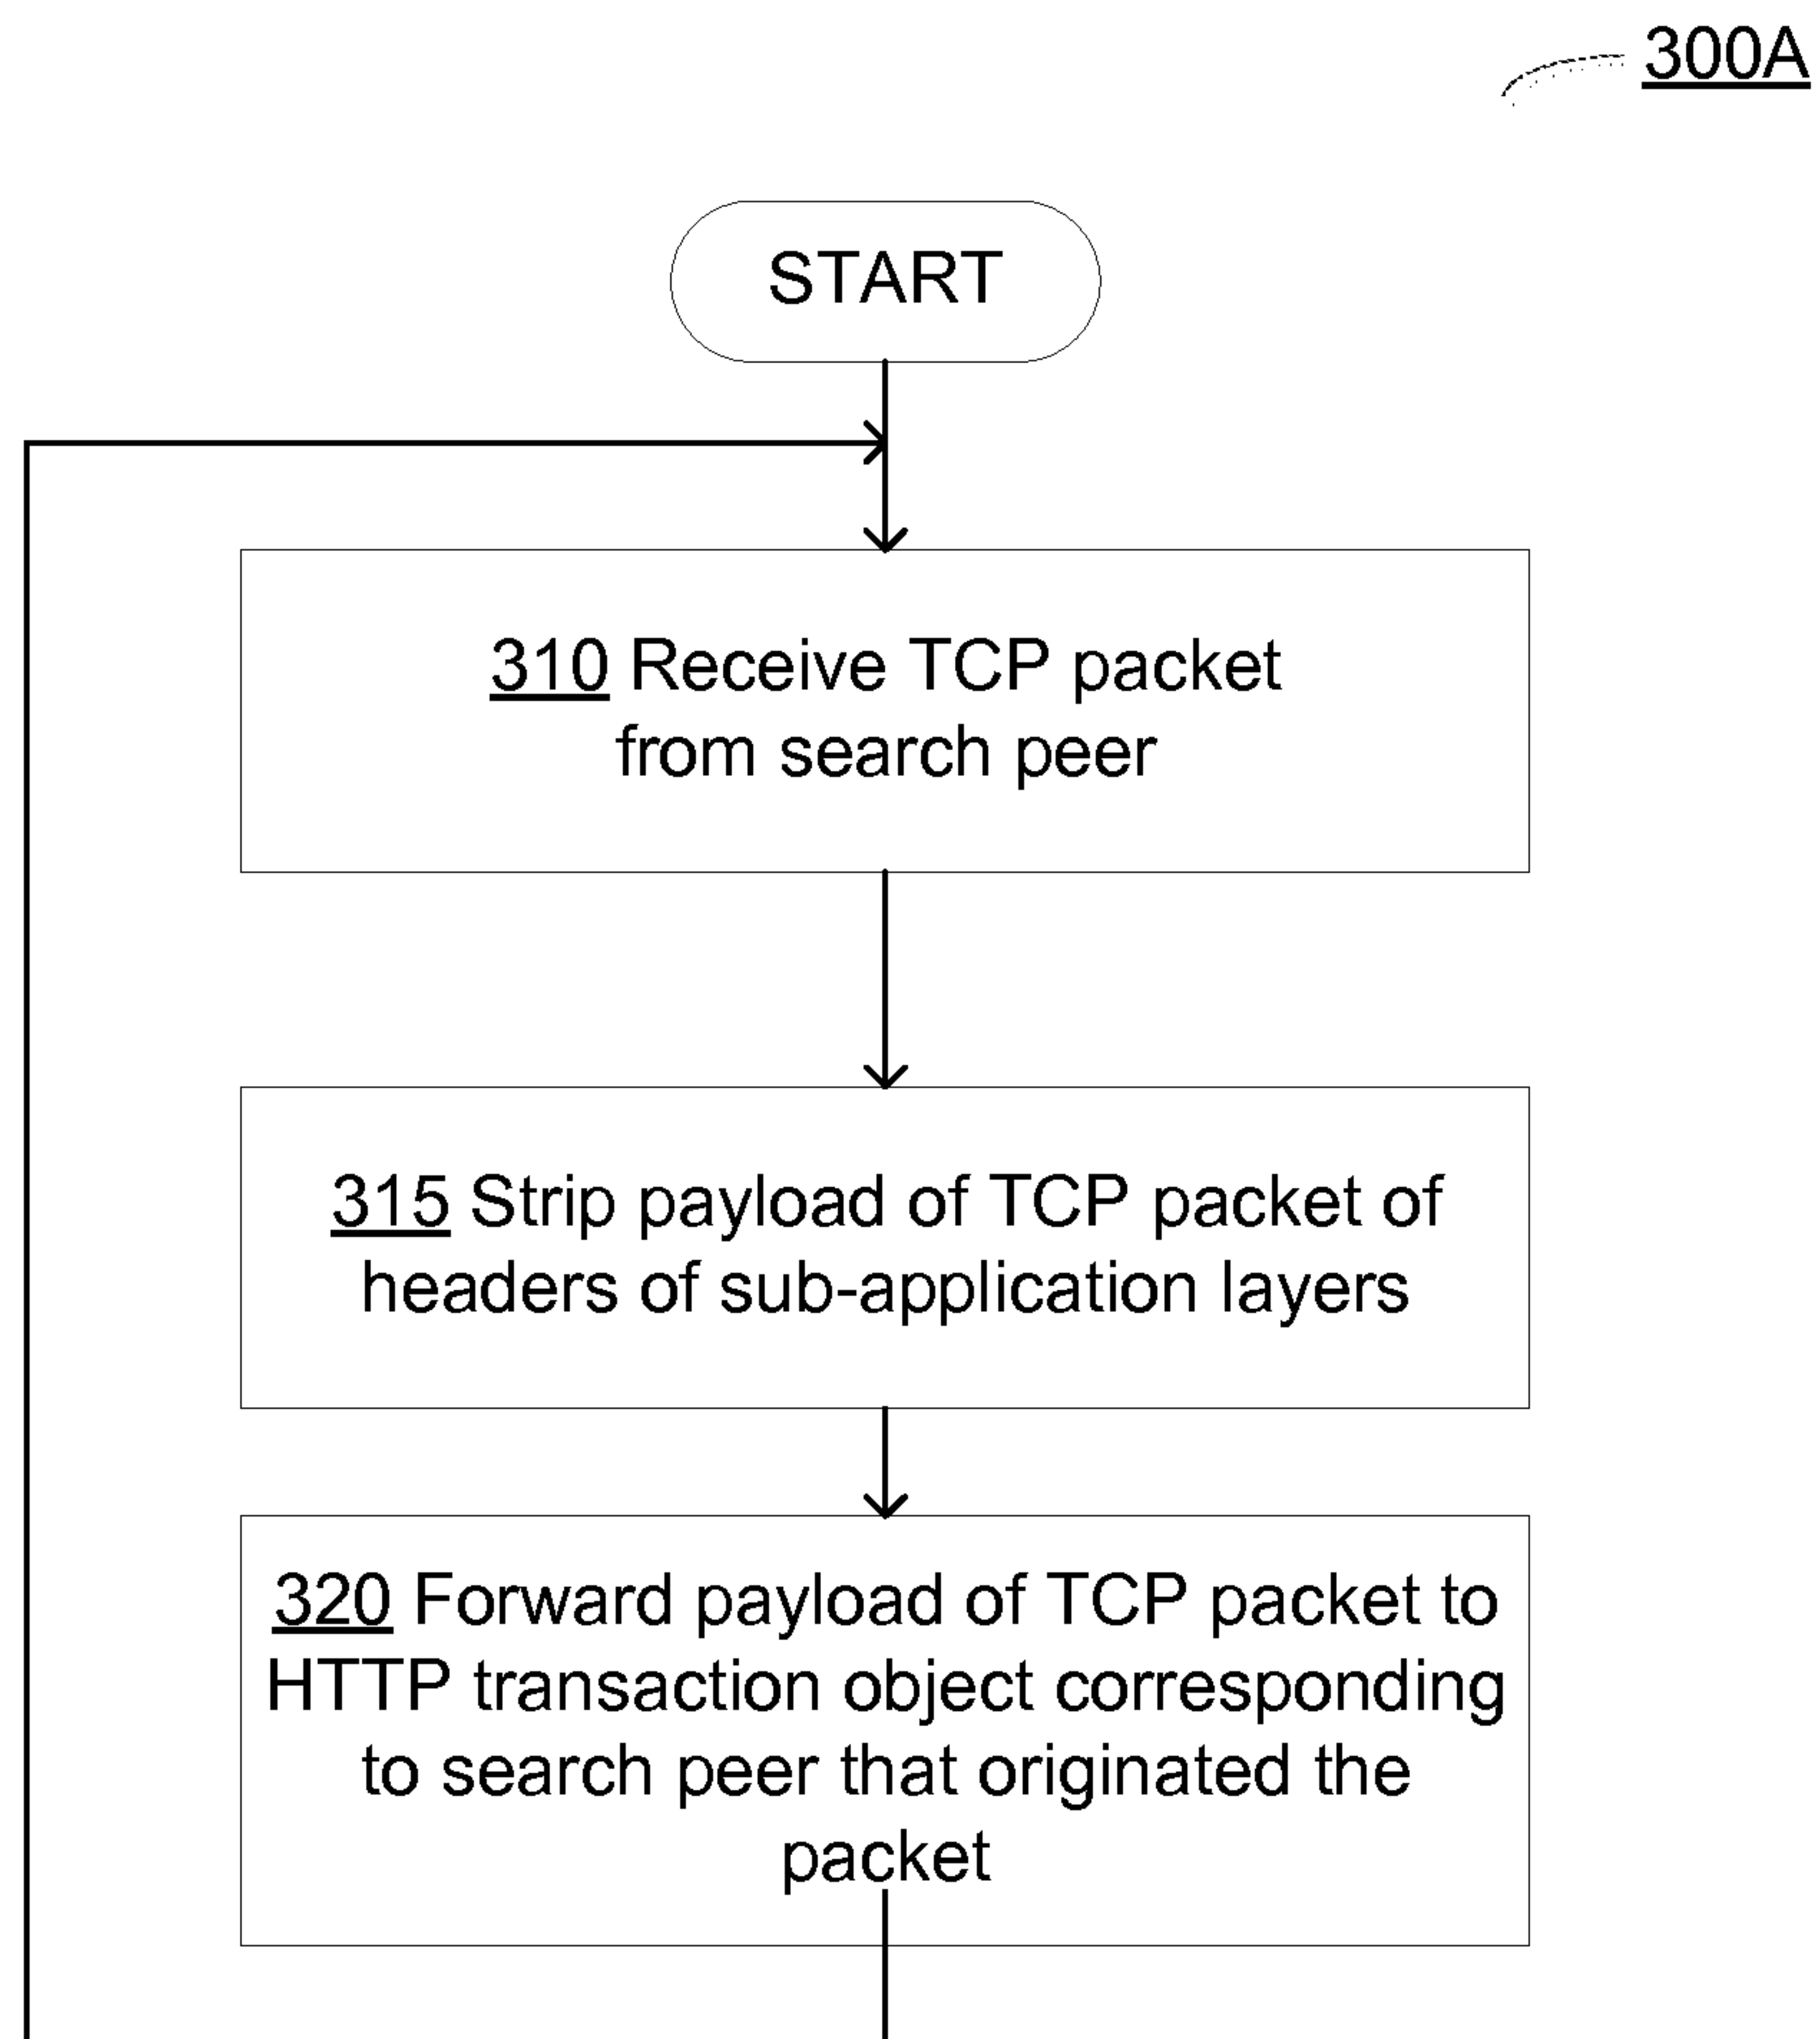 300A
START
310 Receive TCP packet
from search peer
315 Strip payload of TCP packet of
headers of sub-application layers
320 Forward payload of TCP packet to
HTTP transaction object corresponding
to search peer that originated the
packet